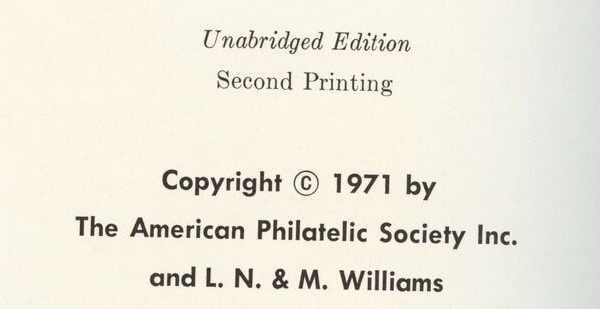 Unabridged Edition
Second Printing
Copyright © 1971 by
The American Philatelic Society Inc.
and L. N. & M. Williams